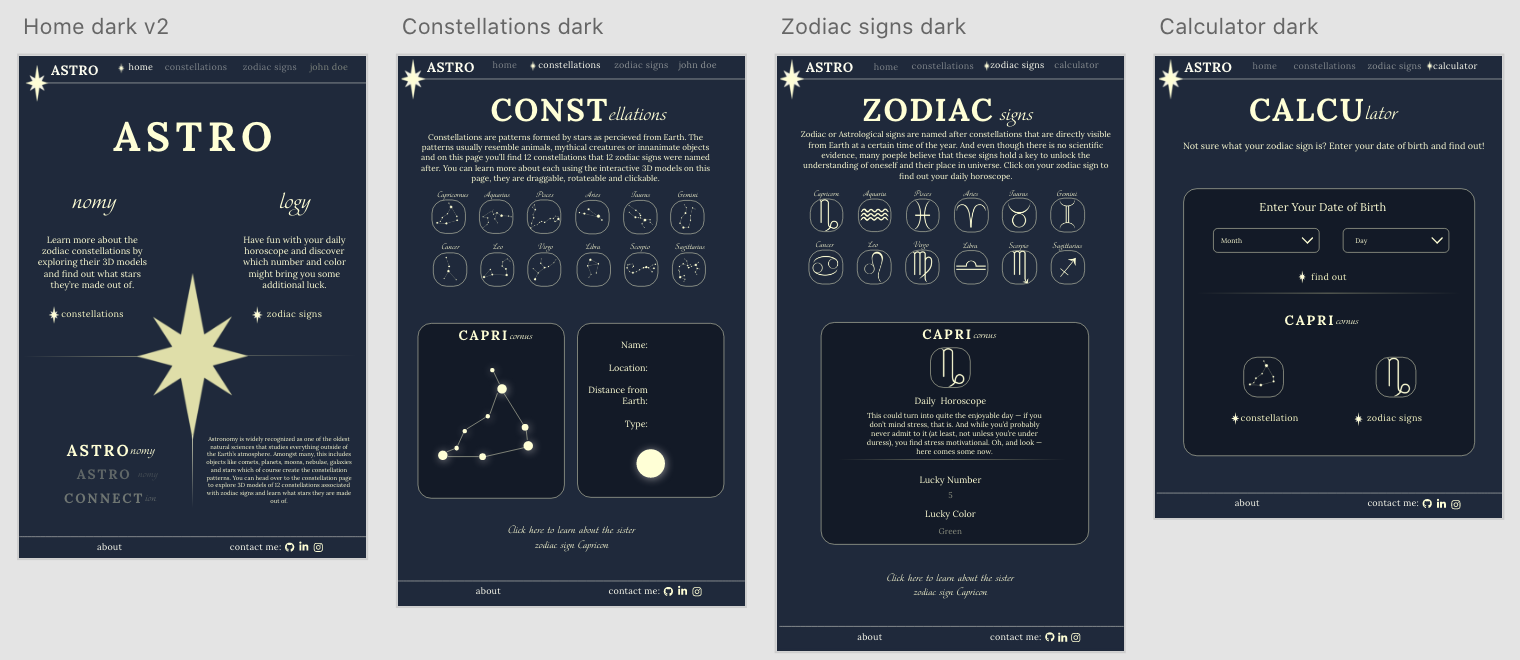 Home dark v2
ASTRO
home constellations zodiac signs john doe
ASTRO
nomy
Learn more about the
zodiac constellations by
exploring their 3D models
and find out what stars
they're made out of.
constellations
logy
Have fun with your daily
horoscope and discover
which number and color
might bring you some
additional luck.
zodiac signs
ASTROnomy
ASTRO nomy
CONNECTion
Astronomy is widely recognized as one of the oldest
natural sciences that studies everything outside of
the Earth's atmosphere. Amongst many, this includes
objects like comets, planets, moons, nebulae, galaxies
and stars which of course create the constellation
patterns. You can head over to the constellation page
to explore 3D models of 12 constellations associated
with zodiac signs and learn what stars they are made
out of.
about contact me:
Constellations dark
ASTRO
home constellations zodiac signs john doe
CONSTellations
Constellations are patterns formed by stars as percieved from Earth. The
patterns usually resemble animals, mythical creatures or innanimate objects
and on this page you'll find 12 constellations that 12 zodiac signs were named
after. You can learn more about each using the interactive 3D models on this
page, they are draggable, rotateable and clickable.
Capricornus Aquarius Pisces Aries Taurus Gemini
Cancer Leo Virgo Libra Scorpio Sagittarius
CAPRIcornus
Name:
Location:
Distance from
Earth:
Type:
Click here to learn about the sister
zodiac sign Capricon
about contact me:
Zodiac signs dark
ASTRO
home constellations zodiac signs calculator
ZODIAC signs
Zodiac or Astrological signs are named after constellations that are directly visible
from Earth at a certain time of the year. And even though there is no scientific
evidence, many poeple believe that these signs hold a key to unlock the
understanding of oneself and their place in universe. Click on your zodiac sign to
find out your daily horoscope.
Capricorn Aquariu Pisces Aries Taurus Gemini
Cancer Leo Virgo Libra Scorpio Sagittarius
CAPRIcornus
Daily Horoscope
This could turn into quite the enjoyable day — if you
don't mind stress, that is. And while you'd probably
never admit to it (at least, not unless you're under
duress), you find stress motivational. Oh, and look —
here comes some now.
Lucky Number
5
Lucky Color
Green
Click here to learn about the sister
zodiac sign Capricon
about contact me:
Calculator dark
ASTRO
home constellations zodiac signs calculator
CALCUlator
Not sure what your zodiac sign is? Enter your date of birth and find out!
Enter Your Date of Birth
Month Day
find out
CAPRIcornus
constellation zodiac signs
about contact me: